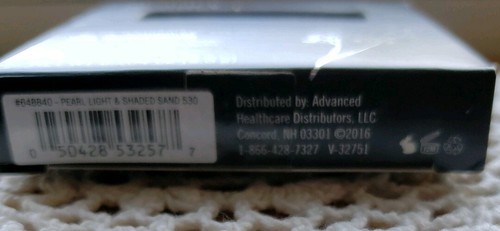 #648840 - PEARL LIGHT & SHADED SAND 530
0 50428 53257 7
Distributed by: Advanced
Healthcare Distributors, LLC
Concord, NH 03301 ©2016
1-866-428-7327 V-32751